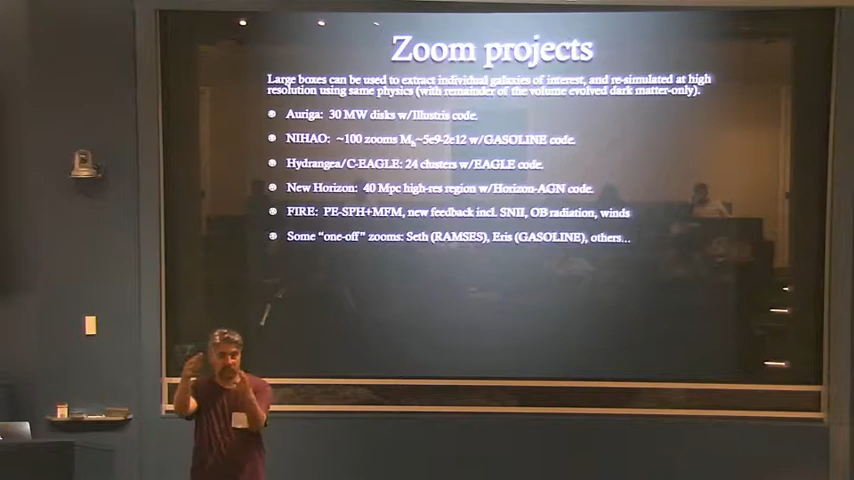 Zoom projects
Large boxes can be used to extract individual galaxies of interest, and re-simulated at high
resolution using same physics (with remainder of the volume evolved dark matter-only).
Auriga: 30 MW disks w/Illustris code.
NIHAO: ~100 zooms Mh~5e9-2e12 w/GASOLINE code.
Hydrangea/C-EAGLE: 24 clusters w/EAGLE code.
New Horizon: 40 Mpc high-res region w/Horizon-AGN code.
FIRE: PE-SPH+MFM, new feedback incl. SNII, OB radiation, winds
Some “one-off” zooms: Seth (RAMSES), Eris (GASOLINE), others...